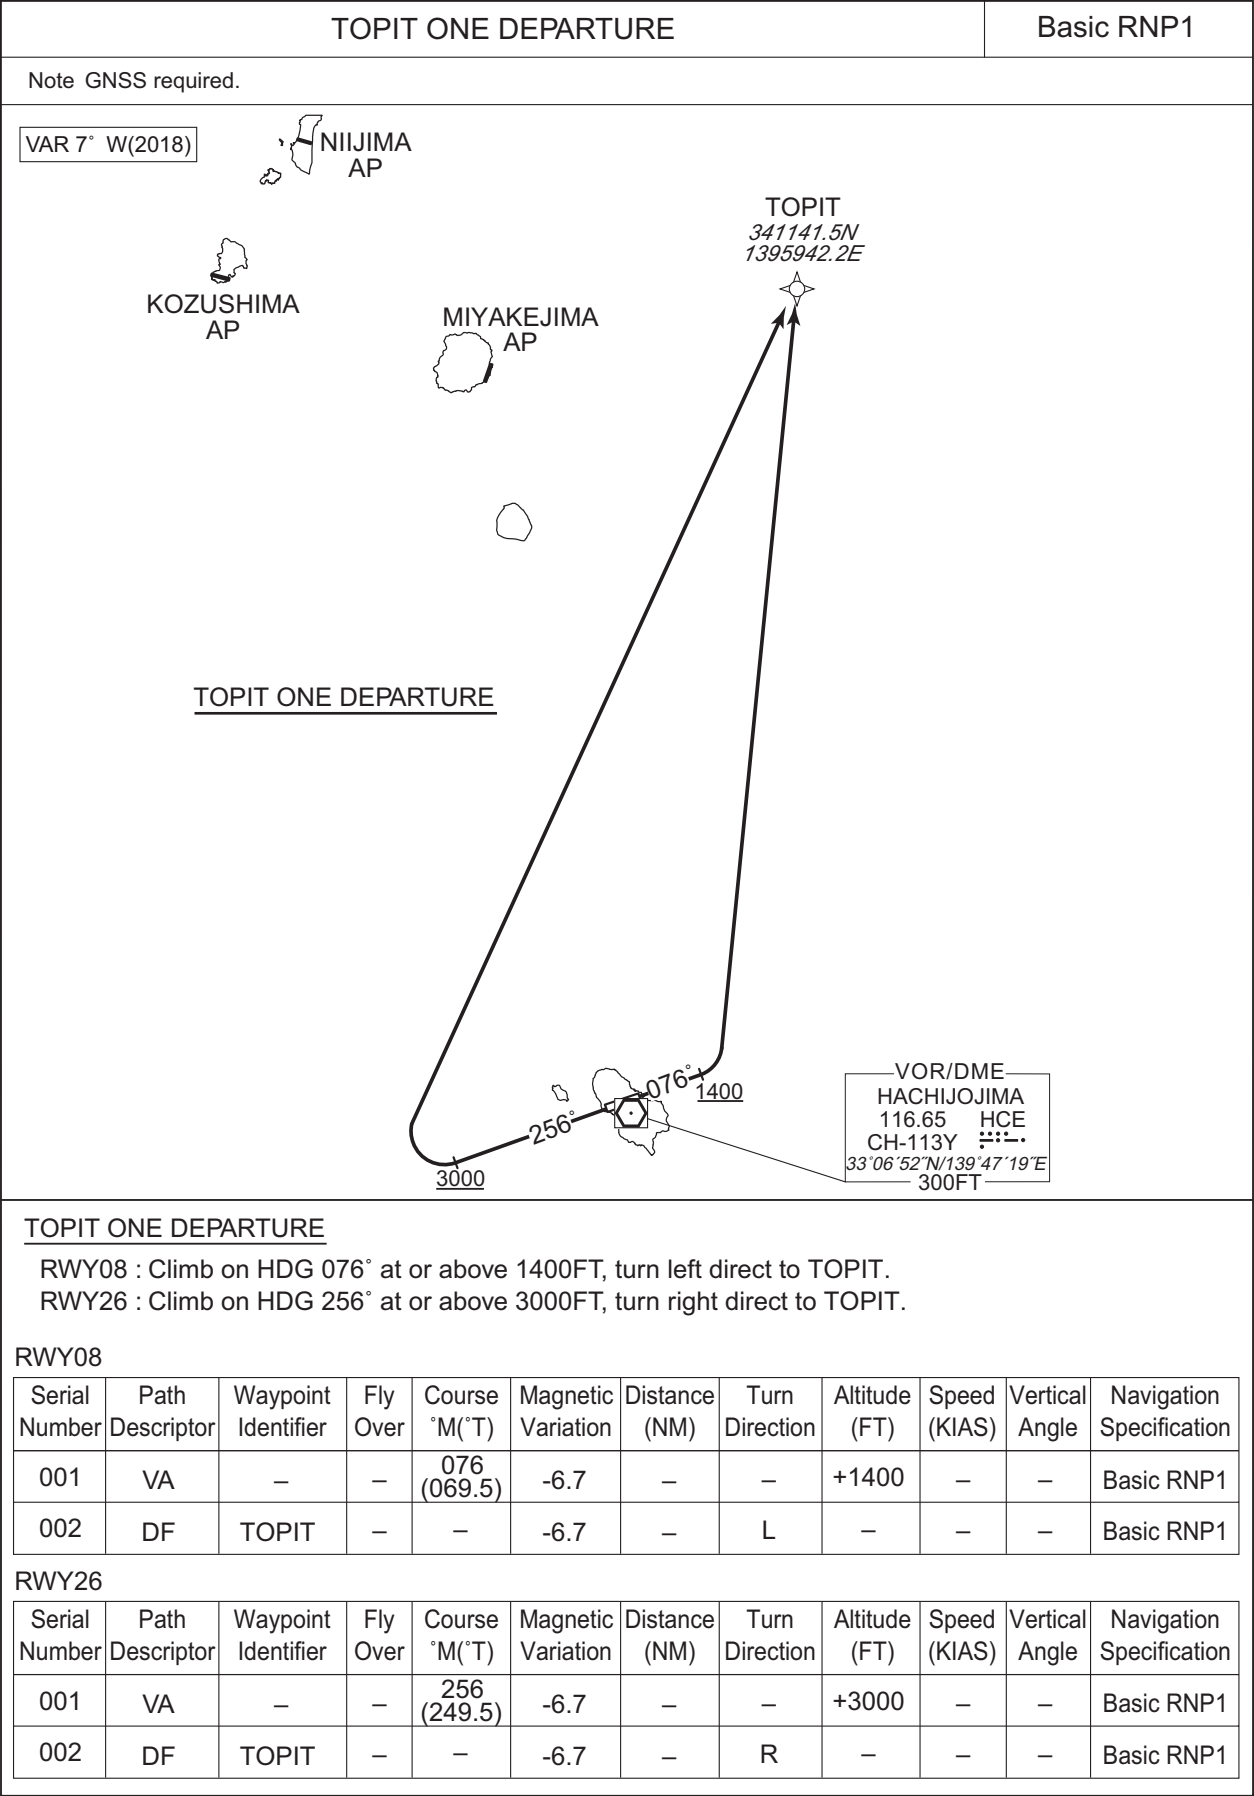 TOPIT ONE DEPARTURE
Basic RNP1
Note GNSS required.
VAR 7˚ W(2018)
NIIJIMA
AP
TOPIT
341141.5N
1395942.2E
KOZUSHIMA
AP
MIYAKEJIMA
AP
TOPIT ONE DEPARTURE
076˚
1400
256˚
3000
VOR/DME
HACHIJOJIMA
116.65 HCE
CH-113Y
33˚06´52˝N/139˚47´19˝E
300FT
TOPIT ONE DEPARTURE
RWY08 : Climb on HDG 076˚ at or above 1400FT, turn left direct to TOPIT.
RWY26 : Climb on HDG 256˚ at or above 3000FT, turn right direct to TOPIT.
RWY08
Serial Path Waypoint Fly Course Magnetic Distance Turn Altitude Speed Vertical Navigation
Number Descriptor Identifier Over ˚M(˚T) Variation (NM) Direction (FT) (KIAS) Angle Specification
001 VA – – 076 (069.5) -6.7 – – +1400 – – Basic RNP1
002 DF TOPIT – – -6.7 – L – – – Basic RNP1
RWY26
Serial Path Waypoint Fly Course Magnetic Distance Turn Altitude Speed Vertical Navigation
Number Descriptor Identifier Over ˚M(˚T) Variation (NM) Direction (FT) (KIAS) Angle Specification
001 VA – – 256 (249.5) -6.7 – – +3000 – – Basic RNP1
002 DF TOPIT – – -6.7 – R – – – Basic RNP1